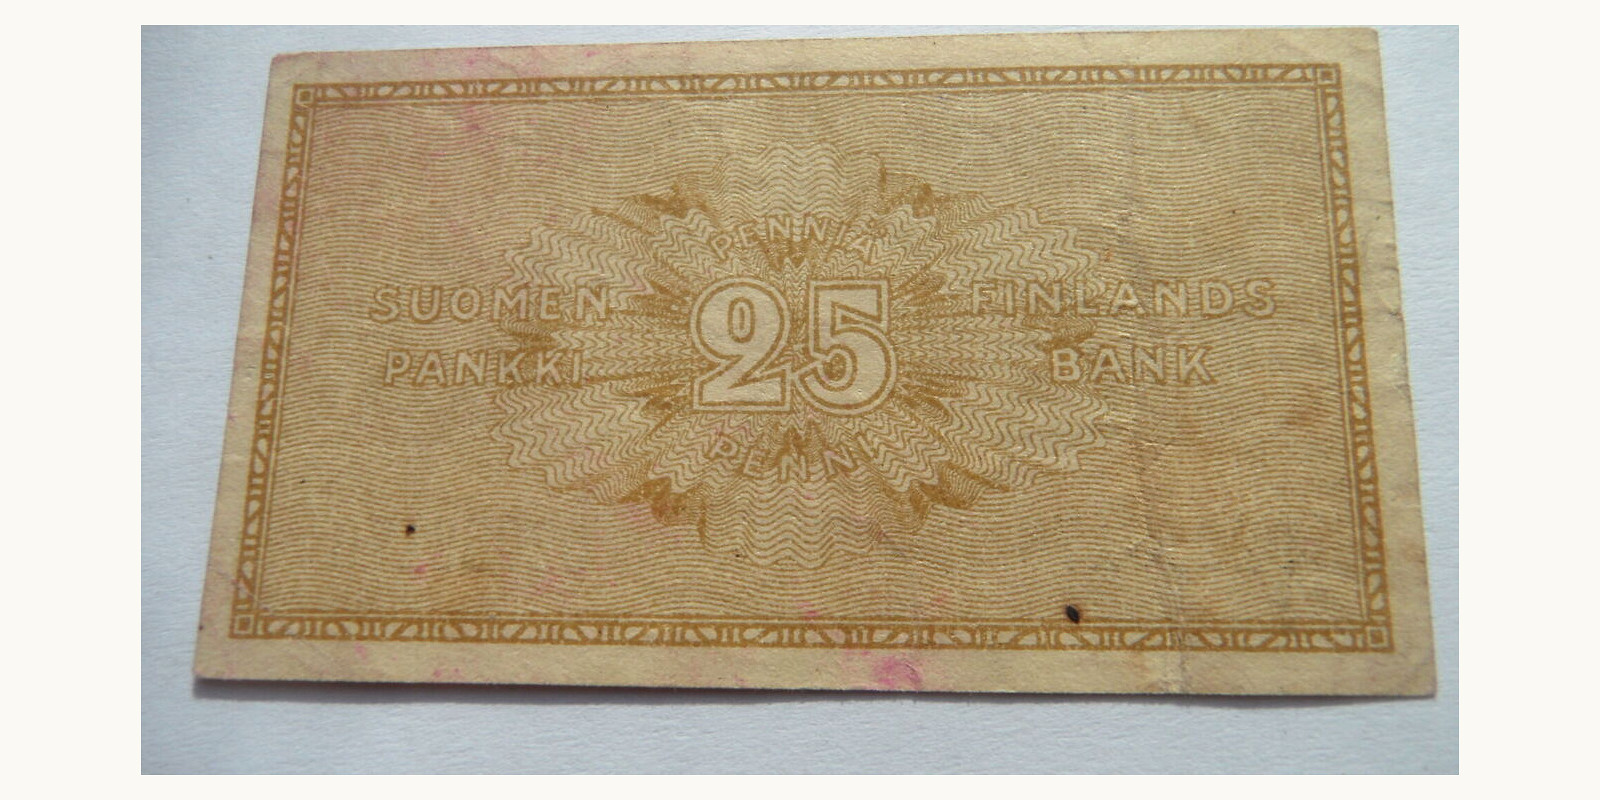 PENNIÄ
SUOMEN
PANKKI
25
FINLANDS
BANK
PENNI